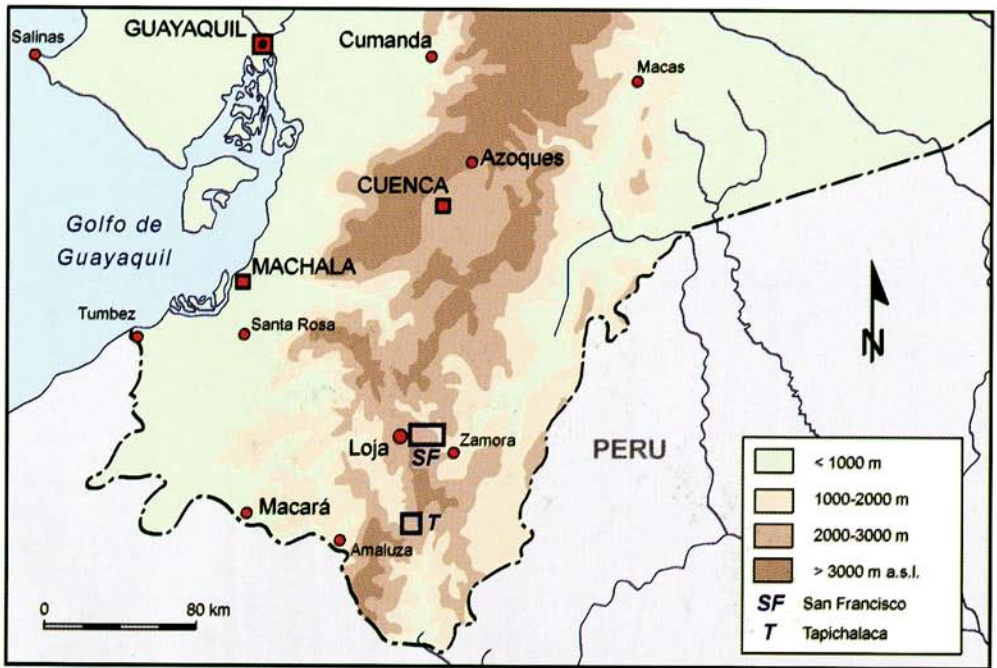 Salinas
GUAYAQUIL
Cumanda
Macas
Azoques
CUENCA
Golfo de
Guayaquil
MACHALA
Tumbez
Santa Rosa
N
Loja
SF
Zamora
PERU
Macará
T
Amaluza
0 80 km
< 1000 m
1000-2000 m
2000-3000 m
> 3000 m a.s.l.
SF San Francisco
T Tapichalaca